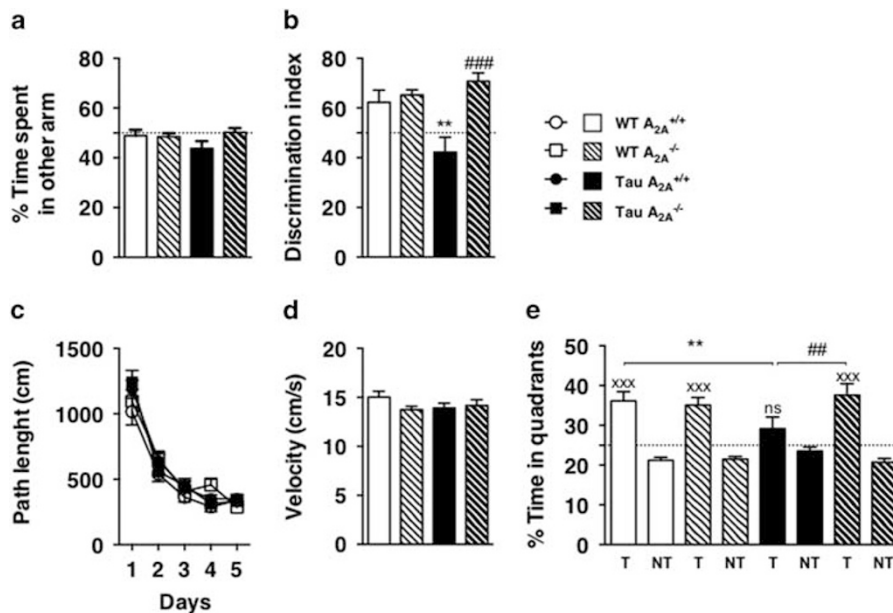 a
% Time spent
in other arm
80
60
40
20
0
b
Discrimination index
80
60
40
20
0
**
###
WT A2A+/+
WT A2A-/-
Tau A2A+/+
Tau A2A-/-
c
Path lenght (cm)
1500
1000
500
0
1 2 3 4 5
Days
d
Velocity (cm/s)
20
15
10
5
0
e
% Time in quadrants
50
40
30
20
10
0
** ##
xxx xxx ns xxx
T NT T NT T NT T NT